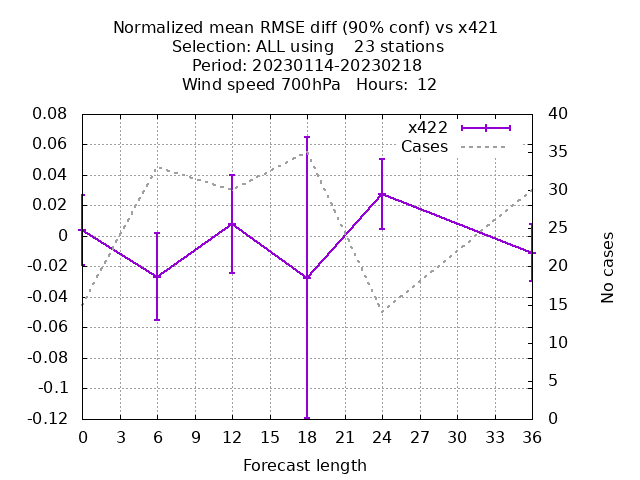 Normalized mean RMSE diff (90% conf) vs x421
Selection: ALL using    23 stations
Period: 20230114-20230218
Wind speed 700hPa   Hours:  12
x422
Cases
0.08
0.06
0.04
0.02
0
-0.02
-0.04
-0.06
-0.08
-0.1
-0.12
40
35
30
25
20
15
10
5
0
No cases
0 3 6 9 12 15 18 21 24 27 30 33 36
Forecast length